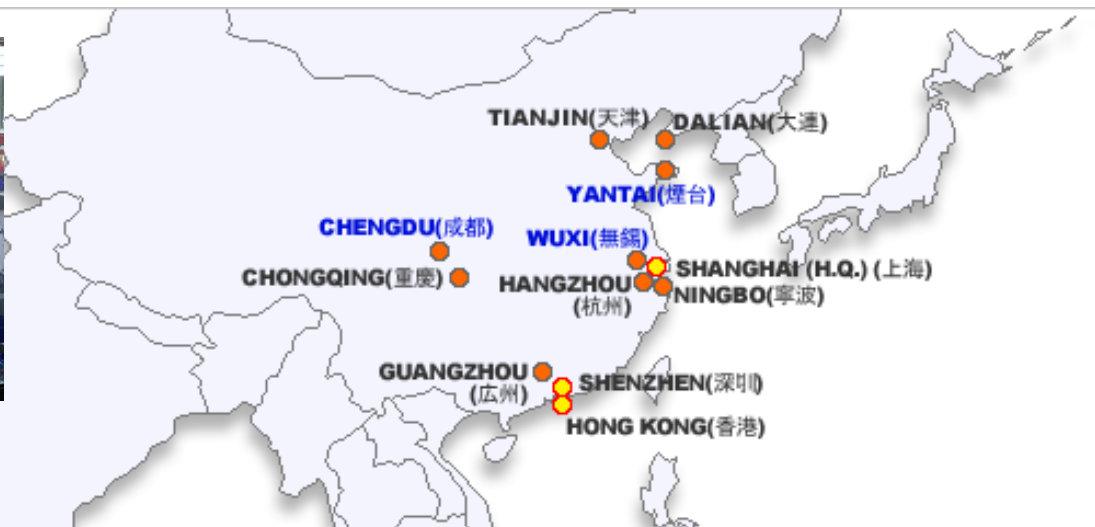 TIANJIN(天津)
DALIAN(大連)
YANTAI(煙台)
CHENGDU(成都)
WUXI(無錫)
SHANGHAI (H.Q.) (上海)
CHONGQING(重慶)
HANGZHOU
(杭州)
NINGBO(寧波)
GUANGZHOU
(広州)
SHENZHEN(深圳)
HONG KONG(香港)